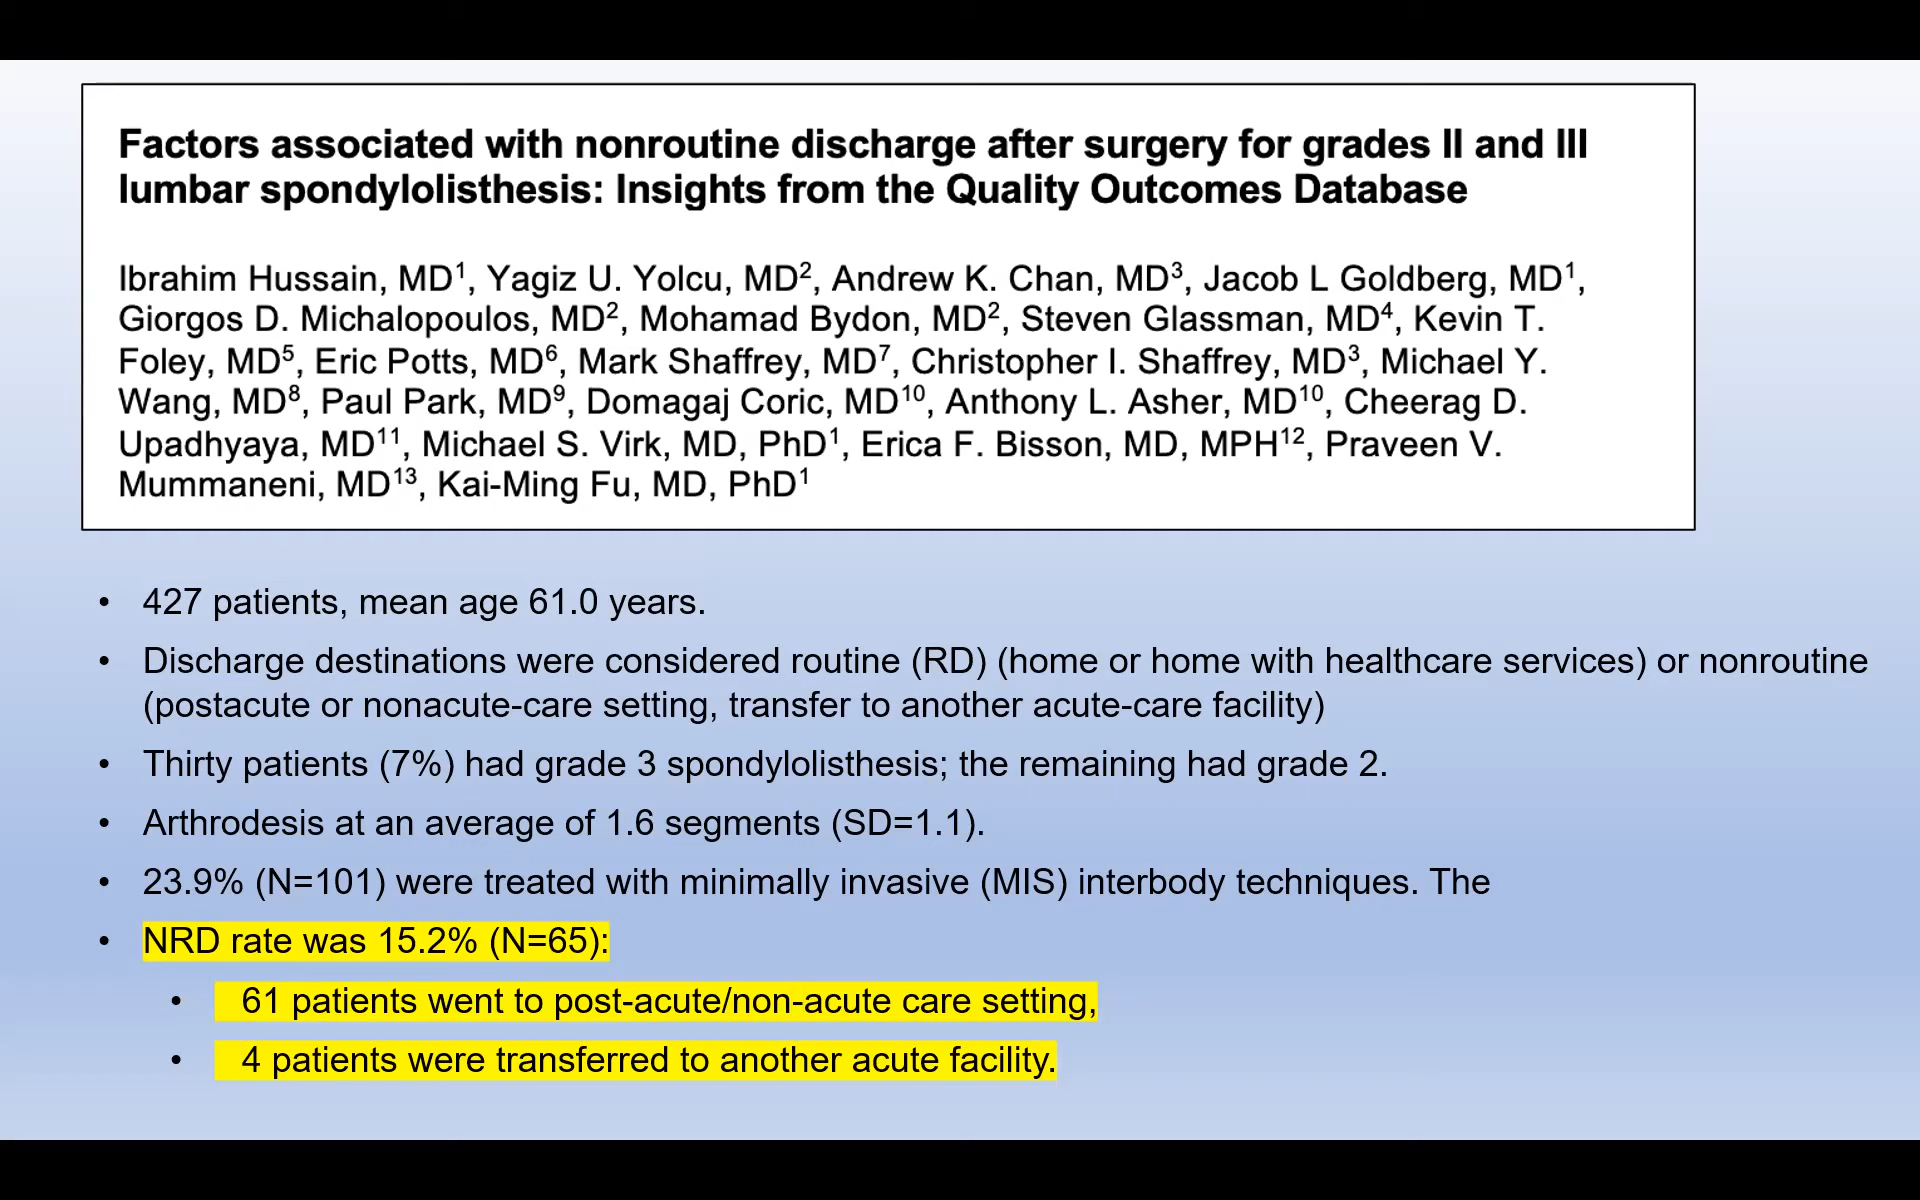 Factors associated with nonroutine discharge after surgery for grades II and III
lumbar spondylolisthesis: Insights from the Quality Outcomes Database
Ibrahim Hussain, MD1, Yagiz U. Yolcu, MD2, Andrew K. Chan, MD3, Jacob L Goldberg, MD1,
Giorgos D. Michalopoulos, MD2, Mohamad Bydon, MD2, Steven Glassman, MD4, Kevin T.
Foley, MD5, Eric Potts, MD6, Mark Shaffrey, MD7, Christopher I. Shaffrey, MD3, Michael Y.
Wang, MD8, Paul Park, MD9, Domagaj Coric, MD10, Anthony L. Asher, MD10, Cheerag D.
Upadhyaya, MD11, Michael S. Virk, MD, PhD1, Erica F. Bisson, MD, MPH12, Praveen V.
Mummaneni, MD13, Kai-Ming Fu, MD, PhD1
• 427 patients, mean age 61.0 years.
• Discharge destinations were considered routine (RD) (home or home with healthcare services) or nonroutine
(postacute or nonacute-care setting, transfer to another acute-care facility)
• Thirty patients (7%) had grade 3 spondylolisthesis; the remaining had grade 2.
• Arthrodesis at an average of 1.6 segments (SD=1.1).
• 23.9% (N=101) were treated with minimally invasive (MIS) interbody techniques. The
• NRD rate was 15.2% (N=65):
• 61 patients went to post-acute/non-acute care setting,
• 4 patients were transferred to another acute facility.